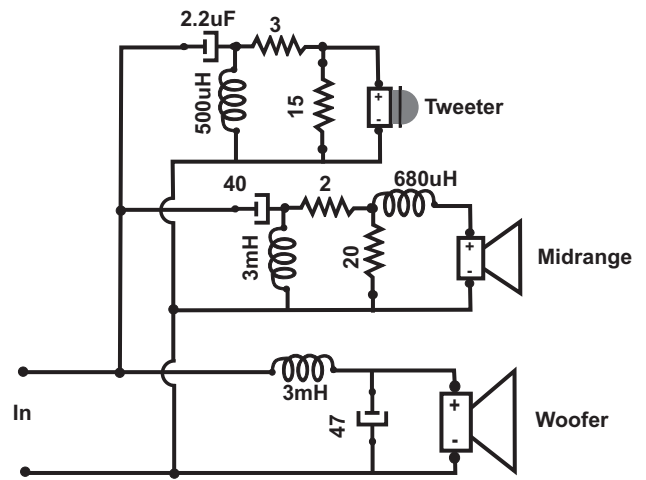 2.2uF
3
500uH
15
+
-
Tweeter
40
2
680uH
3mH
20
+
-
Midrange
In
3mH
47
+
-
Woofer